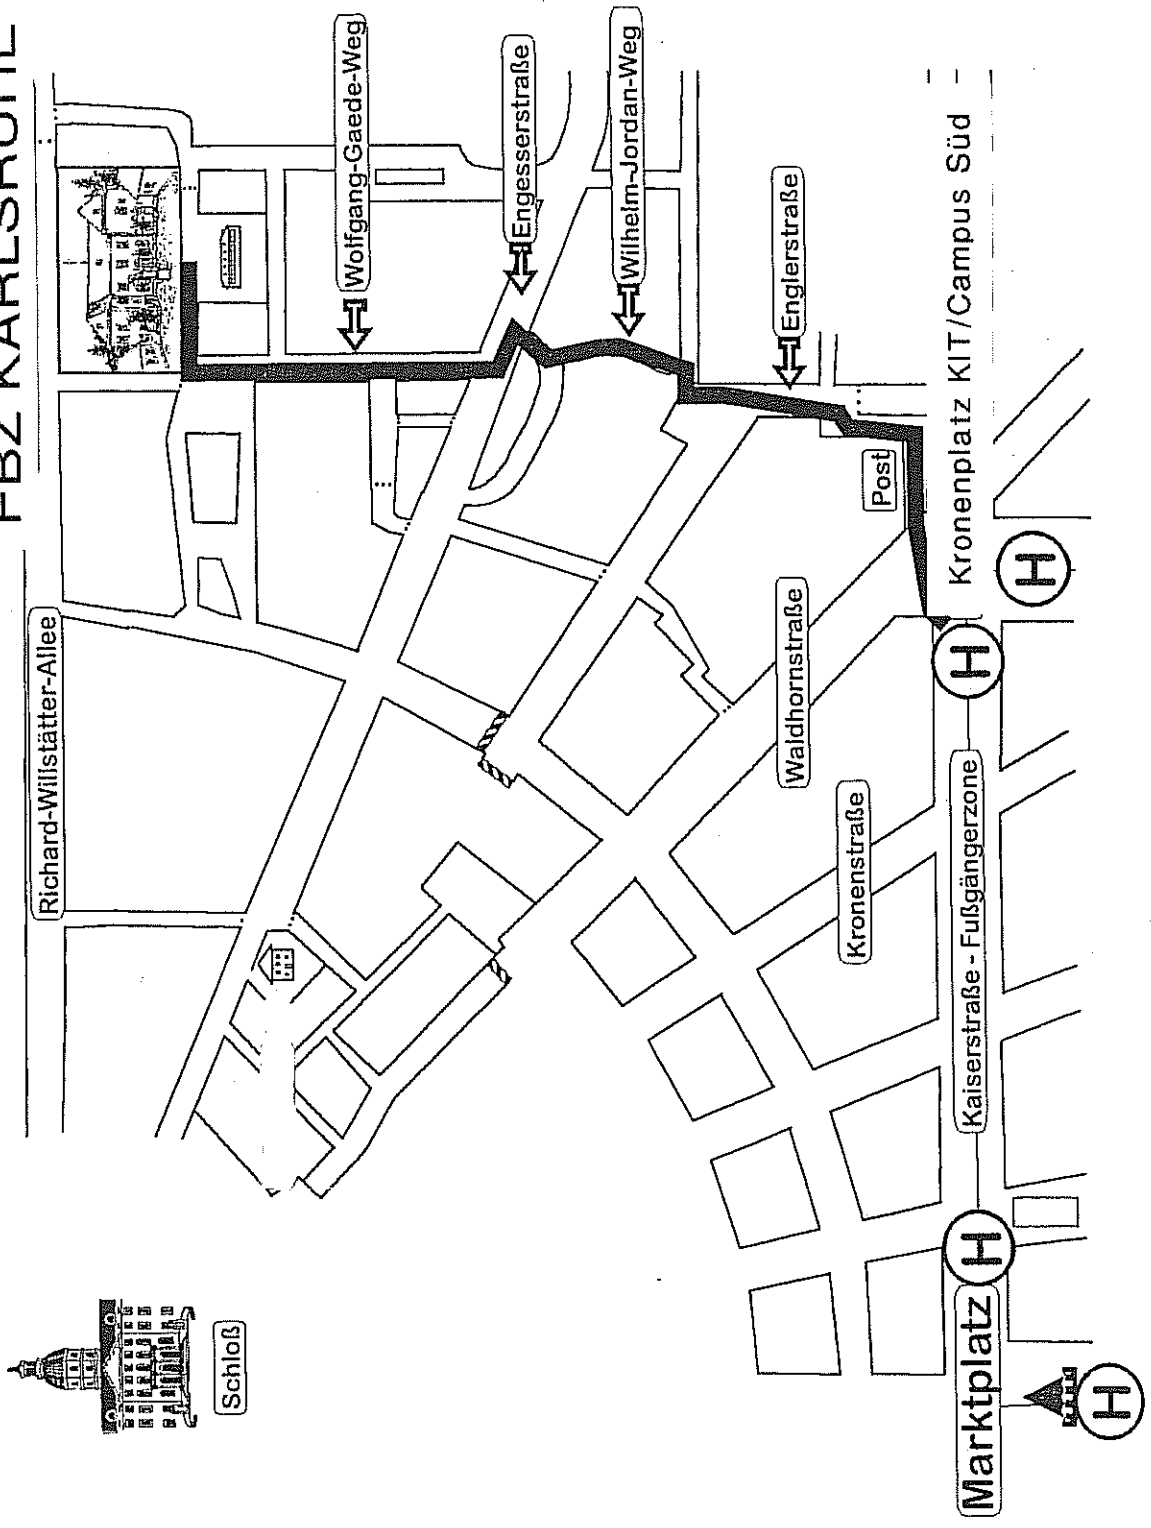 FBZ KARLSRUHE
Richard-Willstätter-Allee
Schloß
Wolfgang-Gaede-Weg
Engesserstraße
Wilhelm-Jordan-Weg
Waldhornstraße
Englerstraße
Kronenstraße
Post
Marktplatz
H
Kaiserstraße - Fußgängerzone
H
Kronenplatz KIT/Campus Süd
H
H